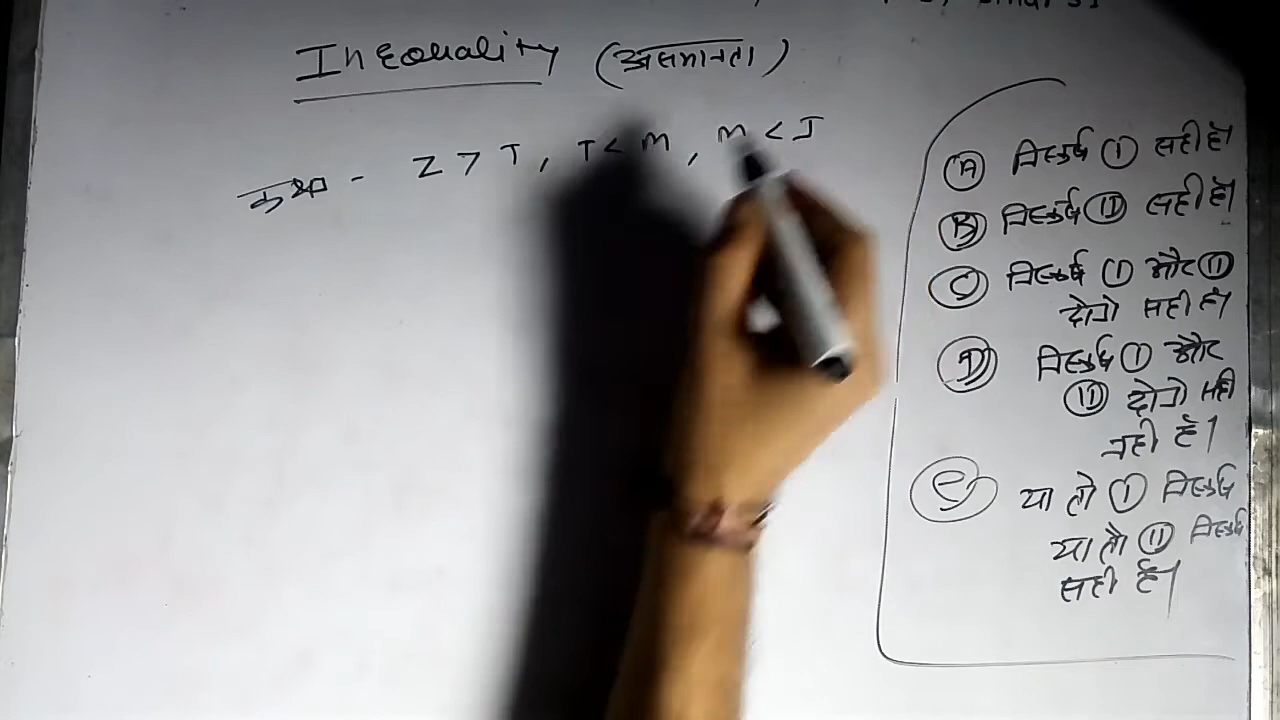 Inequality (असमानता)
कथन - Z > T, T < M, M < J
(A) निष्कर्ष (I) सही है।
(B) निष्कर्ष (II) सही है।
(C) निष्कर्ष (I) और (II)
दोनो सही है।
(D) निष्कर्ष (I) और
(II) दोनो सही
नही है।
(E) या तो (I) निष्कर्ष
या तो (II) निष्कर्ष
सही है।